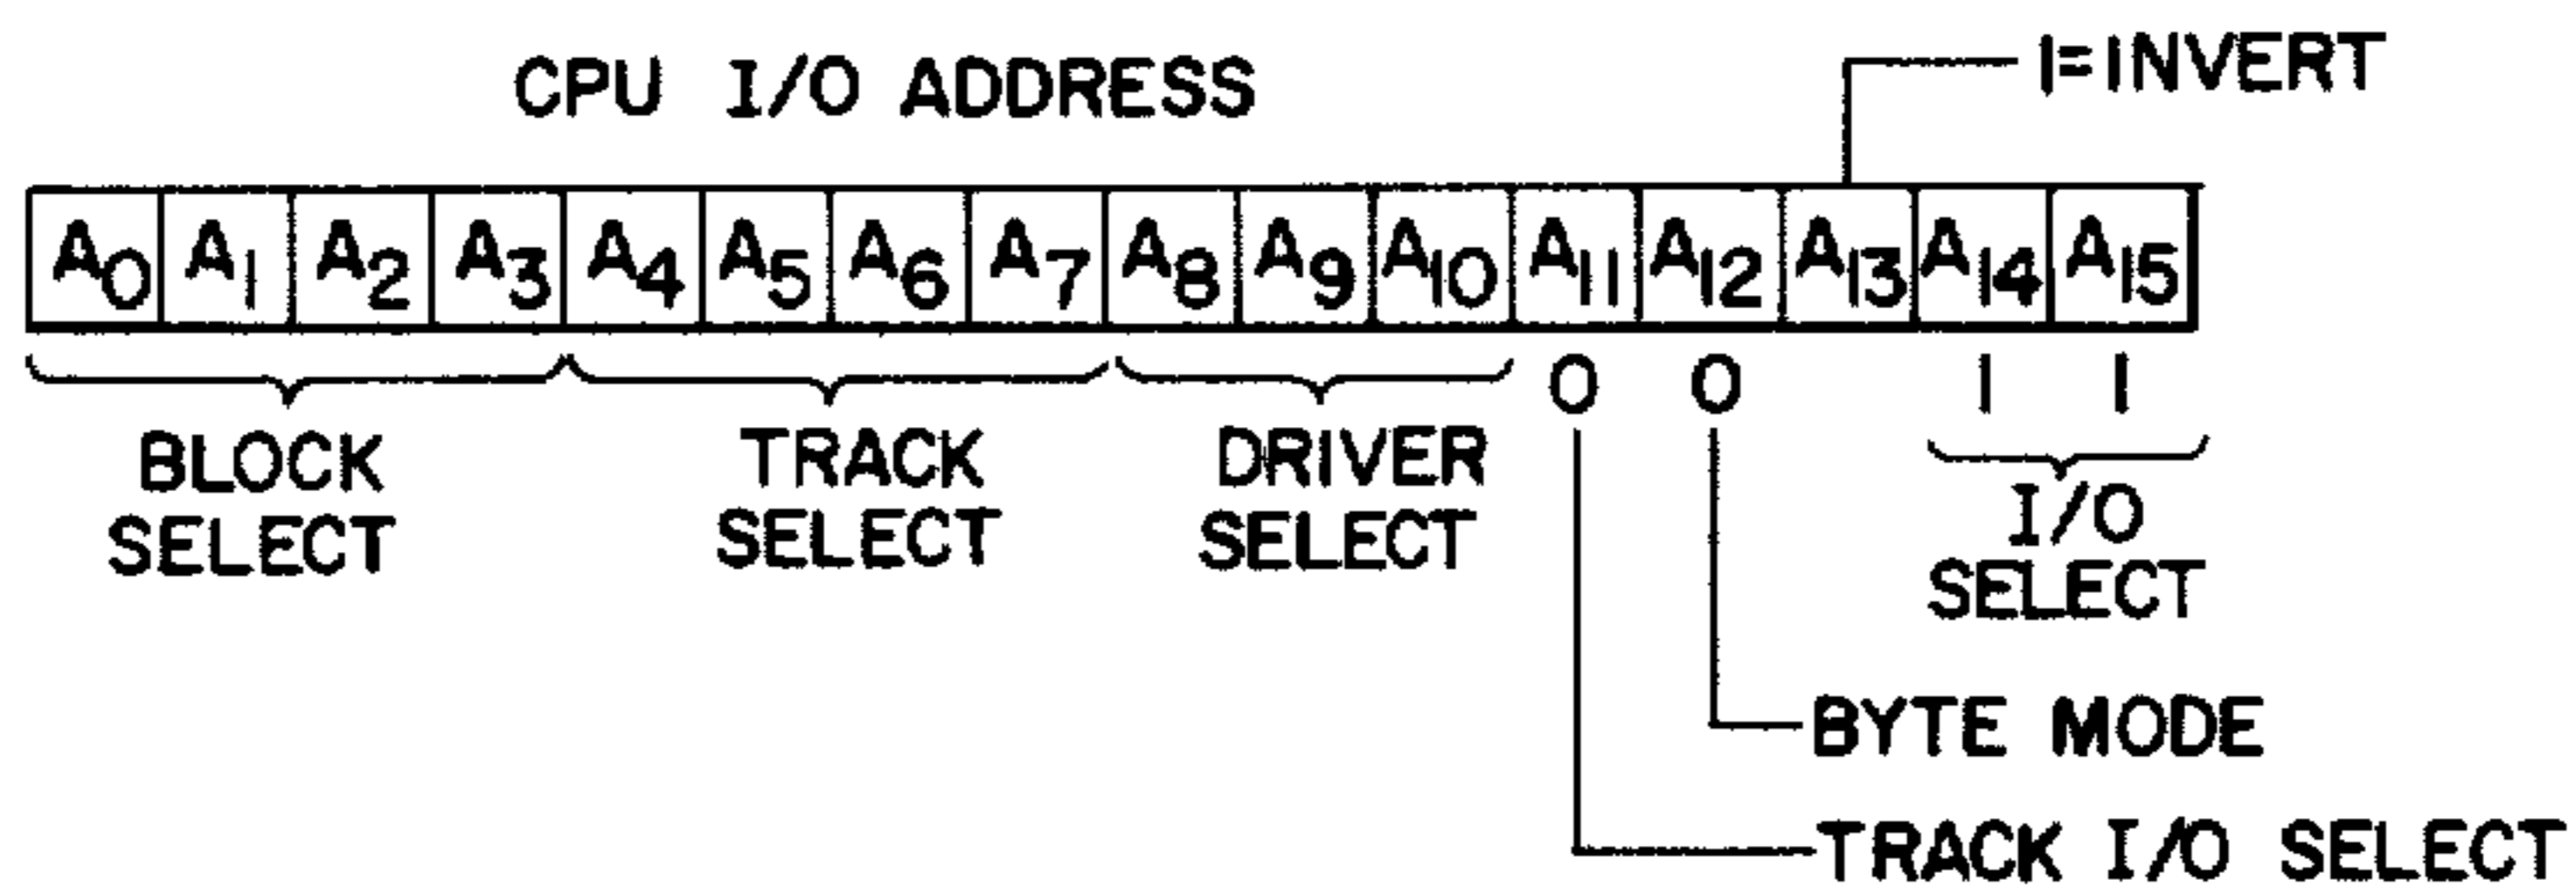 1=INVERT
CPU I/O ADDRESS
A0 A1 A2 A3 A4 A5 A6 A7 A8 A9 A10 A11 A12 A13 A14 A15
0 0 1 1
BLOCK SELECT
TRACK SELECT
DRIVER SELECT
I/O SELECT
BYTE MODE
TRACK I/O SELECT